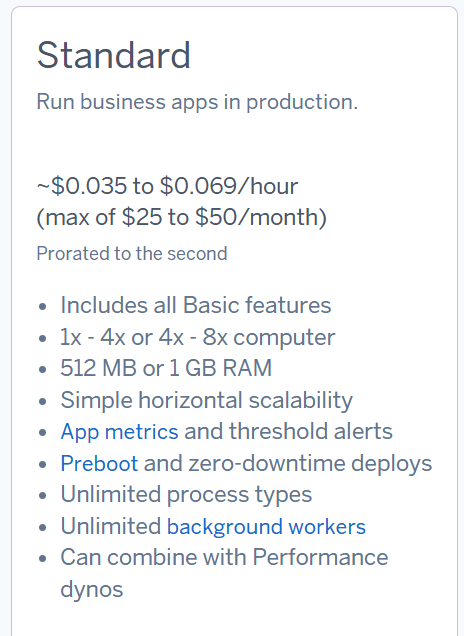 Standard
Run business apps in production.
~$0.035 to $0.069/hour
(max of $25 to $50/month)
Prorated to the second
• Includes all Basic features
• 1x - 4x or 4x - 8x computer
• 512 MB or 1 GB RAM
• Simple horizontal scalability
• App metrics and threshold alerts
• Preboot and zero-downtime deploys
• Unlimited process types
• Unlimited background workers
• Can combine with Performance
dynos